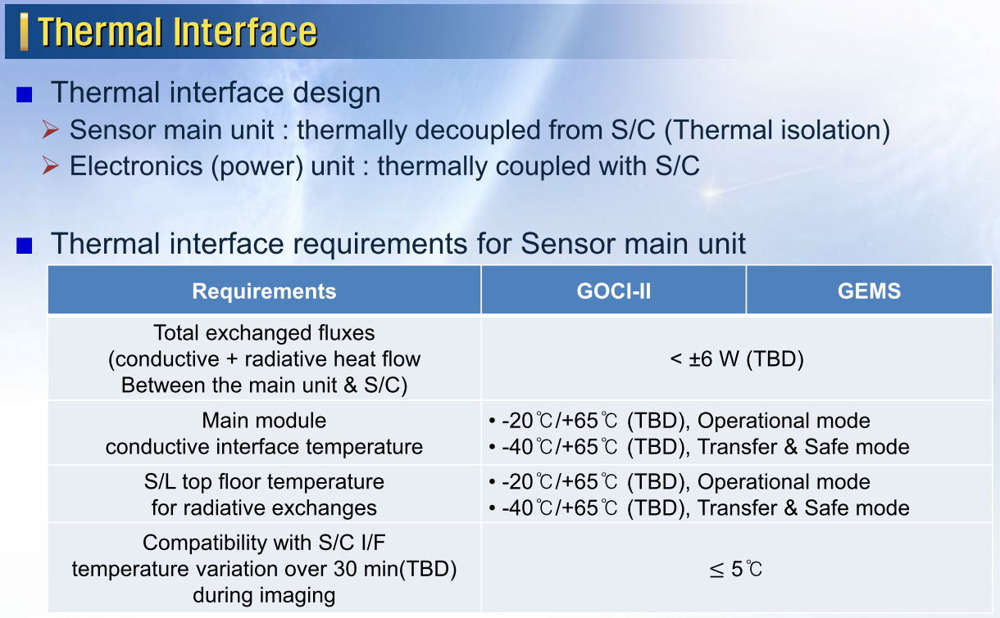 Thermal Interface
■ Thermal interface design
➢ Sensor main unit : thermally decoupled from S/C (Thermal isolation)
➢ Electronics (power) unit : thermally coupled with S/C
■ Thermal interface requirements for Sensor main unit
Requirements GOCI-II GEMS
Total exchanged fluxes
(conductive + radiative heat flow
Between the main unit & S/C)
< ±6 W (TBD)
Main module
conductive interface temperature
• -20℃/+65℃ (TBD), Operational mode
• -40℃/+65℃ (TBD), Transfer & Safe mode
S/L top floor temperature
for radiative exchanges
• -20℃/+65℃ (TBD), Operational mode
• -40℃/+65℃ (TBD), Transfer & Safe mode
Compatibility with S/C I/F
temperature variation over 30 min(TBD)
during imaging
≤ 5℃